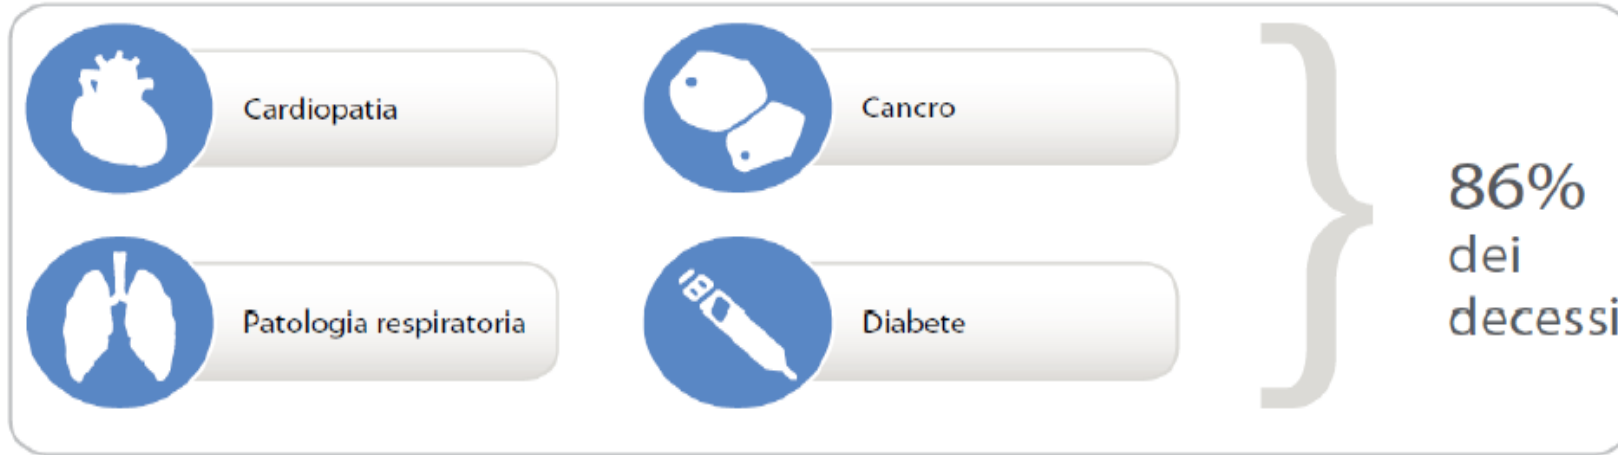 Cardiopatia
Cancro
Patologia respiratoria
Diabete
86%
dei
decessi